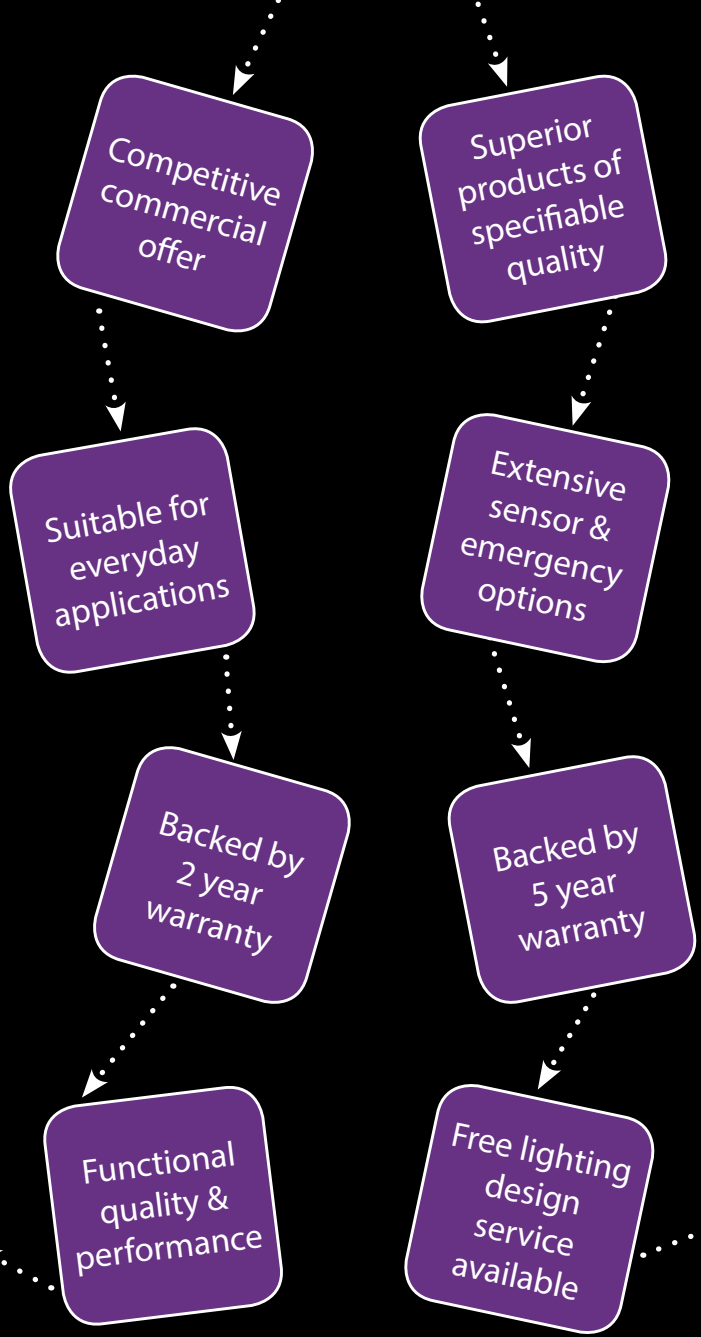 Competitive
commercial
offer
Suitable for
everyday
applications
Backed by
2 year
warranty
Functional
quality &
performance
Superior
products of
specifiable
quality
Extensive
sensor &
emergency
options
Backed by
5 year
warranty
Free lighting
design
service
available